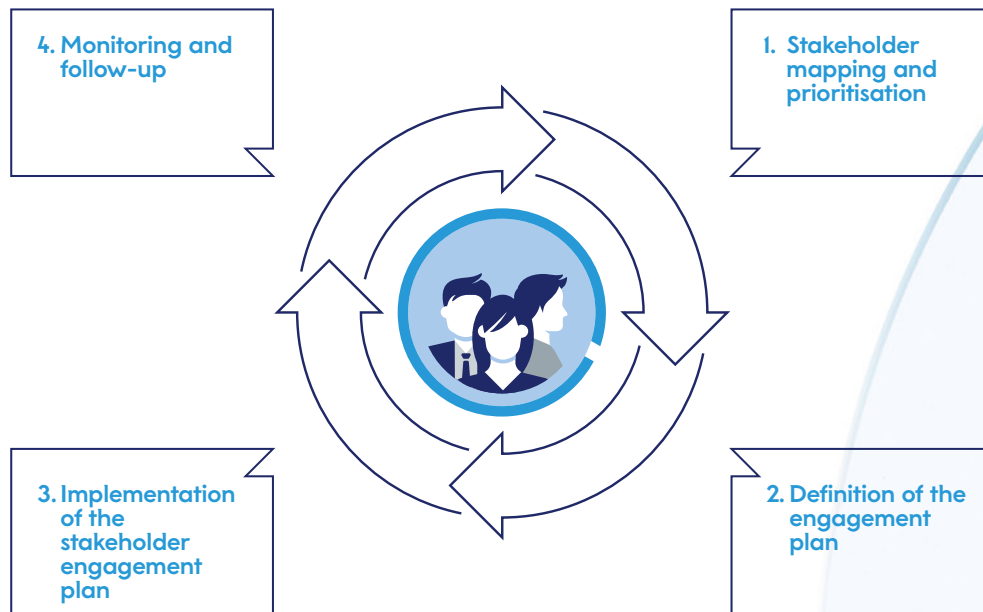 4. Monitoring and
follow-up
1. Stakeholder
mapping and
prioritisation
3. Implementation
of the
stakeholder
engagement
plan
2. Definition of the
engagement
plan